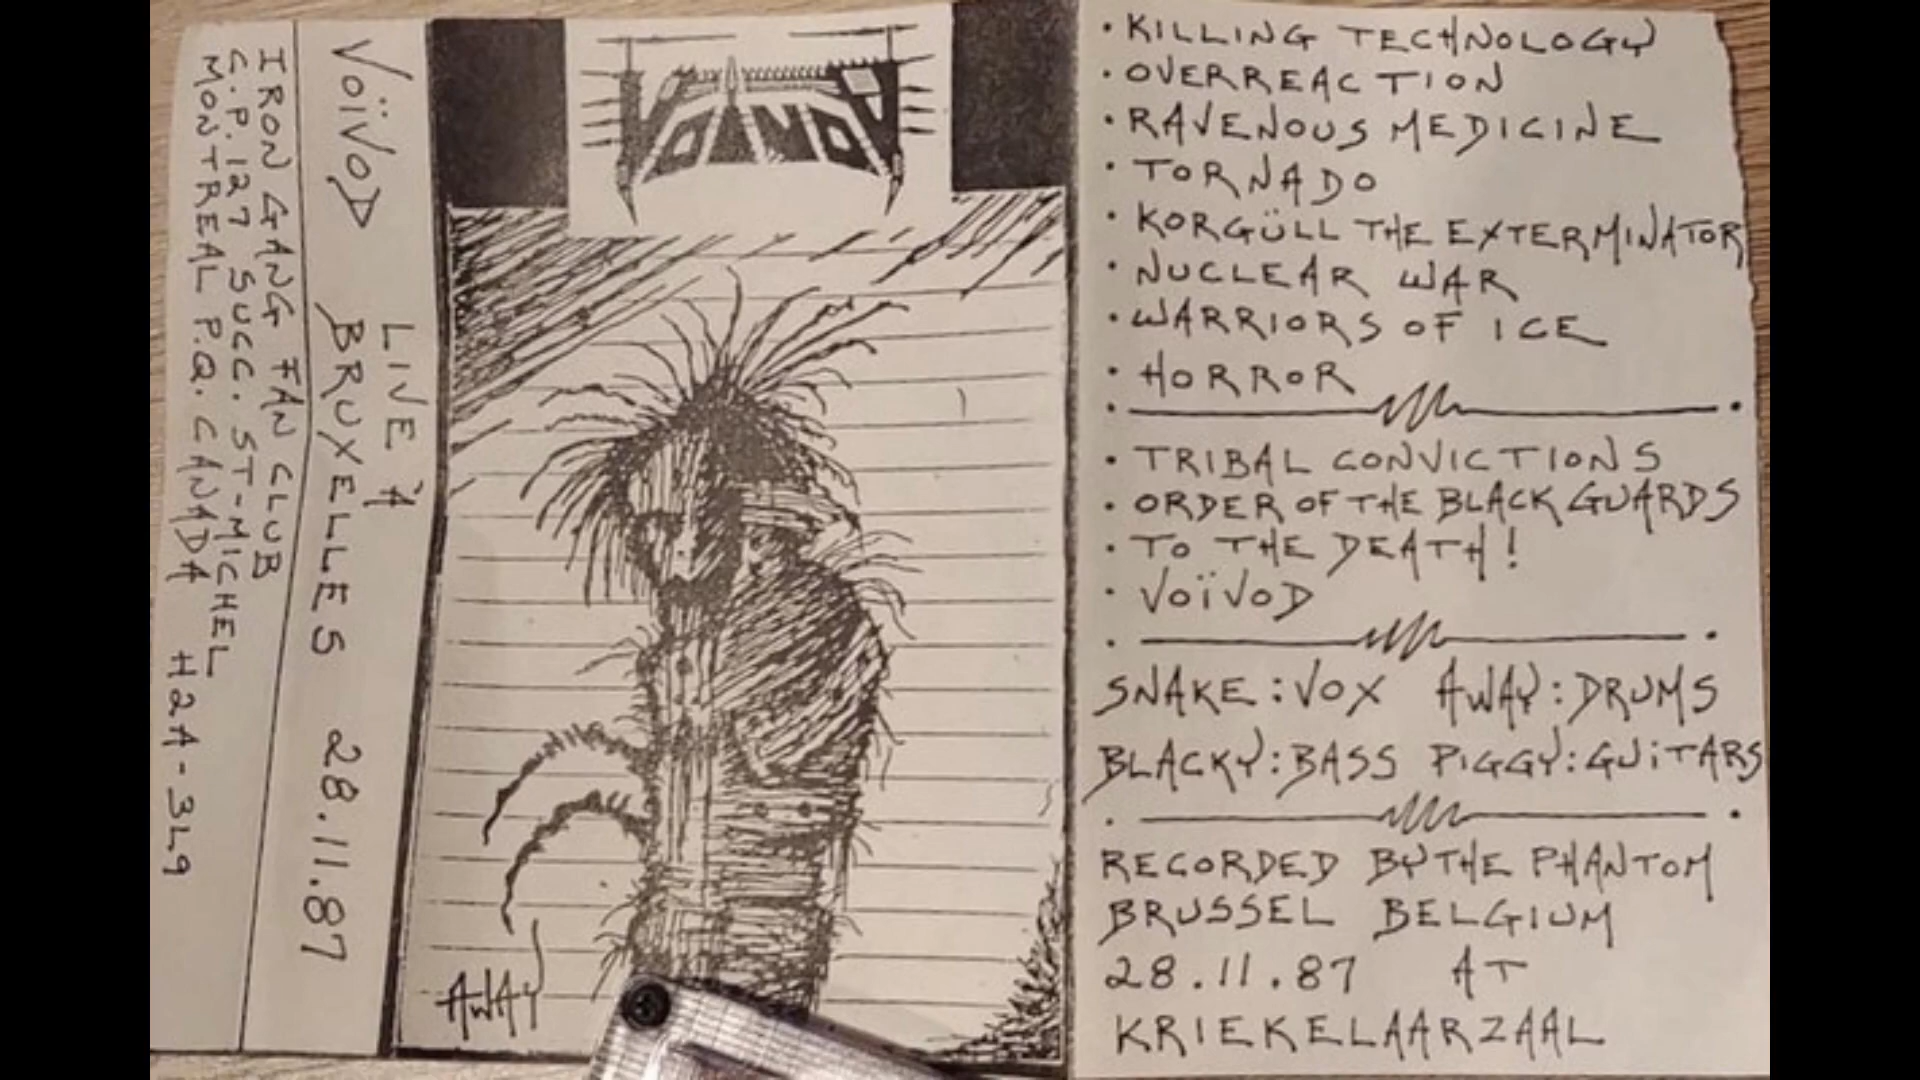 IRON GANG FAN CLUB
C.P. 127 SUCC. ST-MICHEL
MONTREAL P.Q. CANADA H2A-3L9
VOÏVOD
LIVE À
BRUXELLES 28.11.87
VOIVOD
AWAY
• KILLING TECHNOLOGY
• OVERREACTION
• RAVENOUS MEDICINE
• TORNADO
• KORGÜLL THE EXTERMINATOR
• NUCLEAR WAR
• WARRIORS OF ICE
• HORROR
• TRIBAL CONVICTIONS
• ORDER OF THE BLACKGUARDS
• TO THE DEATH!
• VOÏVOD
SNAKE: VOX AWAY: DRUMS
BLACKY: BASS PIGGY: GUITARS
RECORDED BY THE PHANTOM
BRUSSEL BELGIUM
28.11.87 AT
KRIEKELAARZAAL